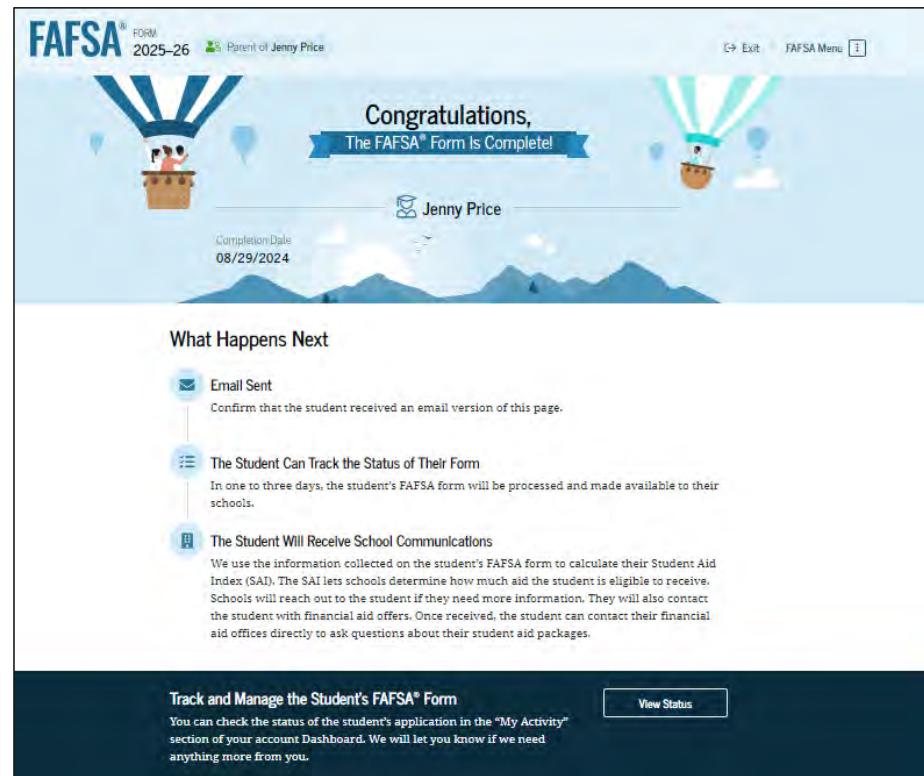 FAFSA® FORM
2025–26
Parent of Jenny Price
Exit
FAFSA Menu
Congratulations,
The FAFSA® Form Is Complete!
Jenny Price
Completion Date
08/29/2024
What Happens Next
Email Sent
Confirm that the student received an email version of this page.
The Student Can Track the Status of Their Form
In one to three days, the student's FAFSA form will be processed and made available to their
schools.
The Student Will Receive School Communications
We use the information collected on the student's FAFSA form to calculate their Student Aid
Index (SAI). The SAI lets schools determine how much aid the student is eligible to receive.
Schools will reach out to the student if they need more information. They will also contact
the student with financial aid offers. Once received, the student can contact their financial
aid offices directly to ask questions about their student aid packages.
Track and Manage the Student's FAFSA® Form
View Status
You can check the status of the student's application in the “My Activity”
section of your account Dashboard. We will let you know if we need
anything more from you.